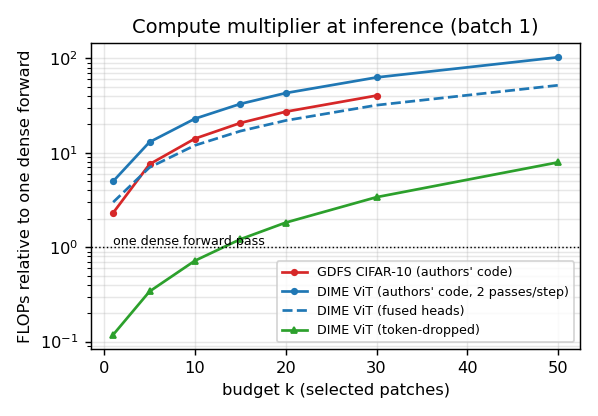 Compute multiplier at inference (batch 1)
FLOPs relative to one dense forward
10²
10¹
10⁰
10⁻¹
one dense forward pass
GDFS CIFAR-10 (authors' code)
DIME ViT (authors' code, 2 passes/step)
DIME ViT (fused heads)
DIME ViT (token-dropped)
0 10 20 30 40 50
budget k (selected patches)